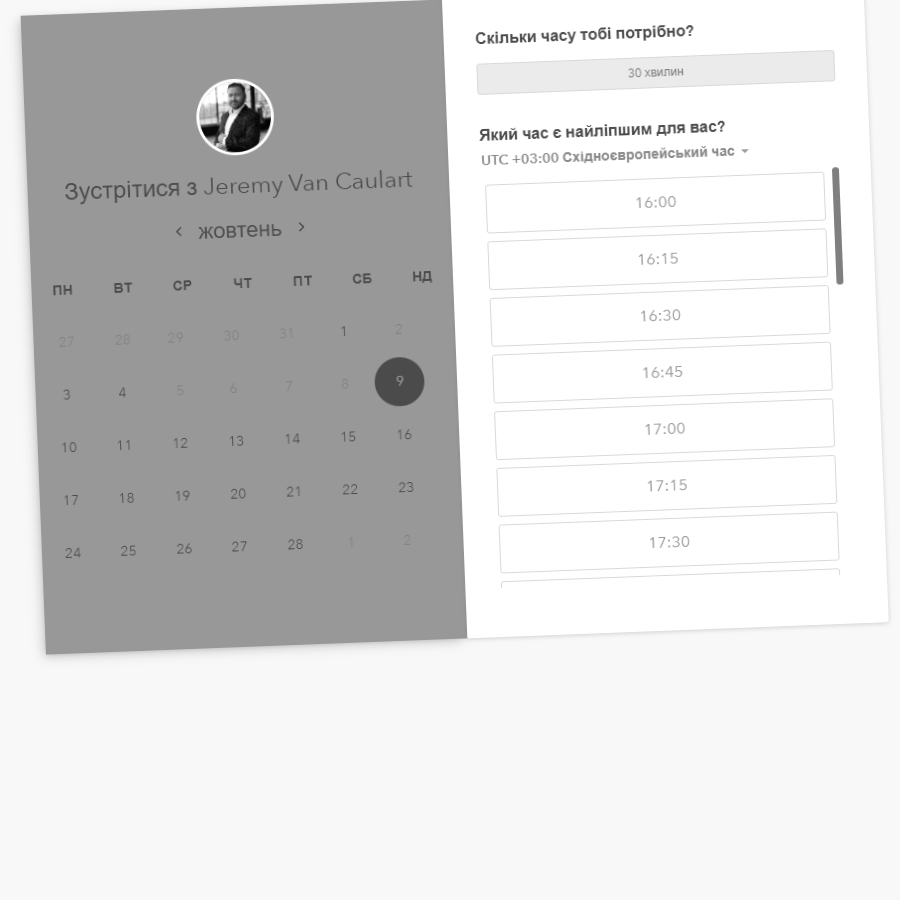 Зустрітися з Jeremy Van Caulart
‹ жовтень ›
ПН ВТ СР ЧТ ПТ СБ НД
27 28 29 30 31 1 2
3 4 5 6 7 8 9
10 11 12 13 14 15 16
17 18 19 20 21 22 23
24 25 26 27 28 1 2
Скільки часу тобі потрібно?
30 хвилин
Який час є найліпшим для вас?
UTC +03:00 Східноєвропейський час
16:00
16:15
16:30
16:45
17:00
17:15
17:30